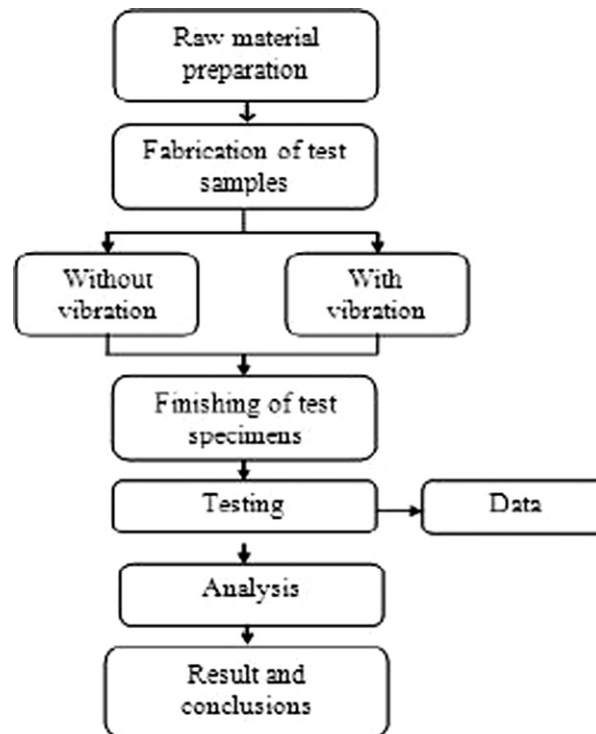 Raw material
preparation
Fabrication of test
samples
Without
vibration
With
vibration
Finishing of test
specimens
Testing
Data
Analysis
Result and
conclusions